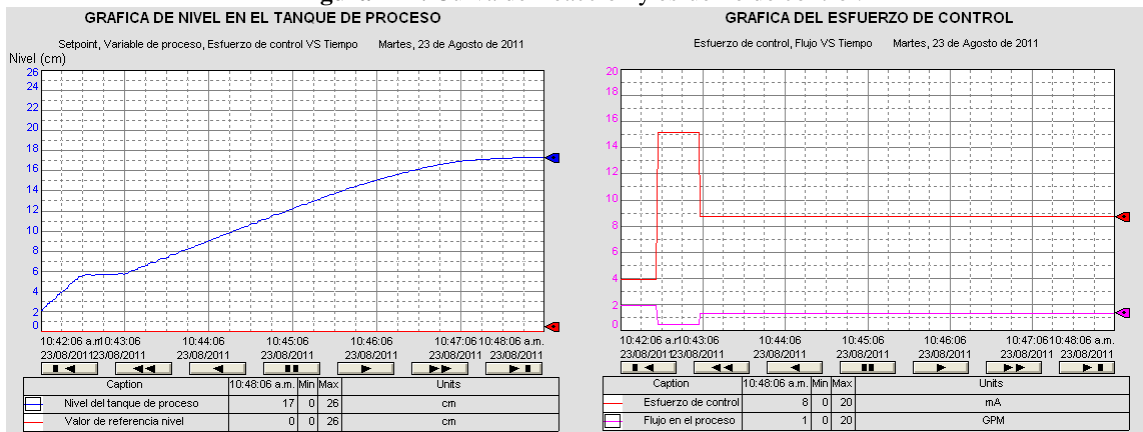 GRAFICA DE NIVEL EN EL TANQUE DE PROCESO
Setpoint, Variable de proceso, Esfuerzo de control VS Tiempo Martes, 23 de Agosto de 2011
Nivel (cm)
26
24
22
20
18
16
14
12
10
8
6
4
2
0
10:42:06 a.m 10:43:06 10:44:06 10:45:06 10:46:06 10:47:06 10:48:06 a.m.
23/08/2011 23/08/2011 23/08/2011 23/08/2011 23/08/2011 23/08/2011 23/08/2011
Caption 10:48:06 a.m. Min Max Units
Nivel del tanque de proceso 17 0 26 cm
Valor de referencia nivel 0 0 26 cm
GRAFICA DEL ESFUERZO DE CONTROL
Esfuerzo de control, Flujo VS Tiempo Martes, 23 de Agosto de 2011
20
18
16
14
12
10
8
6
4
2
0
10:42:06 a.m 10:43:06 10:44:06 10:45:06 10:46:06 10:47:06 10:48:06 a.m.
23/08/2011 23/08/2011 23/08/2011 23/08/2011 23/08/2011 23/08/2011 23/08/2011
Caption 10:48:06 a.m. Min Max Units
Esfuerzo de control 8 0 20 mA
Flujo en el proceso 1 0 20 GPM